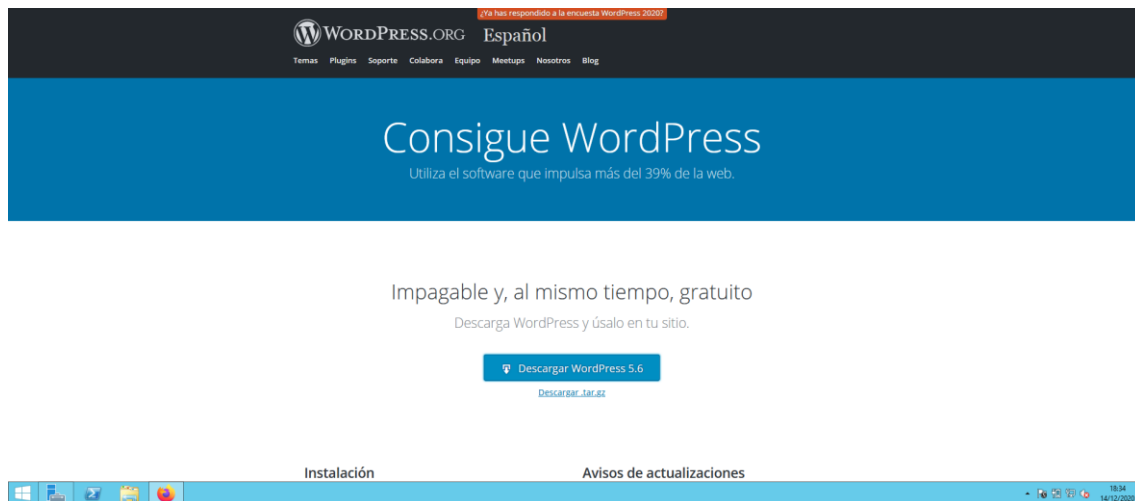 ¿Ya has respondido a la encuesta WordPress 2020?
WORDPRESS.ORG Español
Temas Plugins Soporte Colabora Equipo Meetups Nosotros Blog
Consigue WordPress
Utiliza el software que impulsa más del 39% de la web.
Impagable y, al mismo tiempo, gratuito
Descarga WordPress y úsalo en tu sitio.
Descargar WordPress 5.6
Descargar .tar.gz
Instalación Avisos de actualizaciones
19:34
14/12/2020